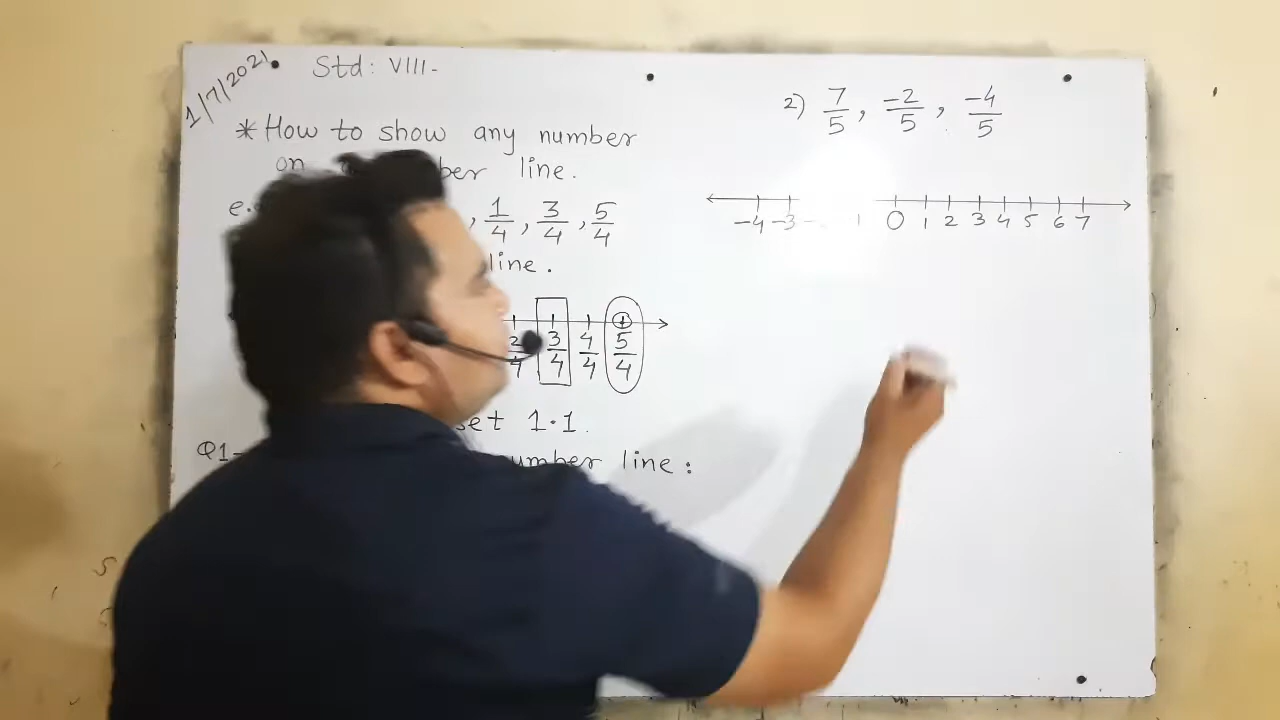 1/7/2021
Std: VIII-
* How to show any number
on line.
1/4, 3/4, 5/4
line.
2/4 3/4 4/4 5/4
set 1.1.
Q1- number line:
2) 7/5, -2/5, -4/5
-4 -3 0 1 2 3 4 5 6 7